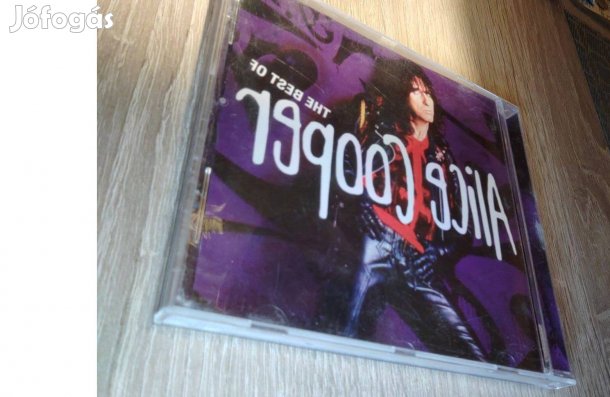 Jófogás
THE BEST OF
Alice Cooper